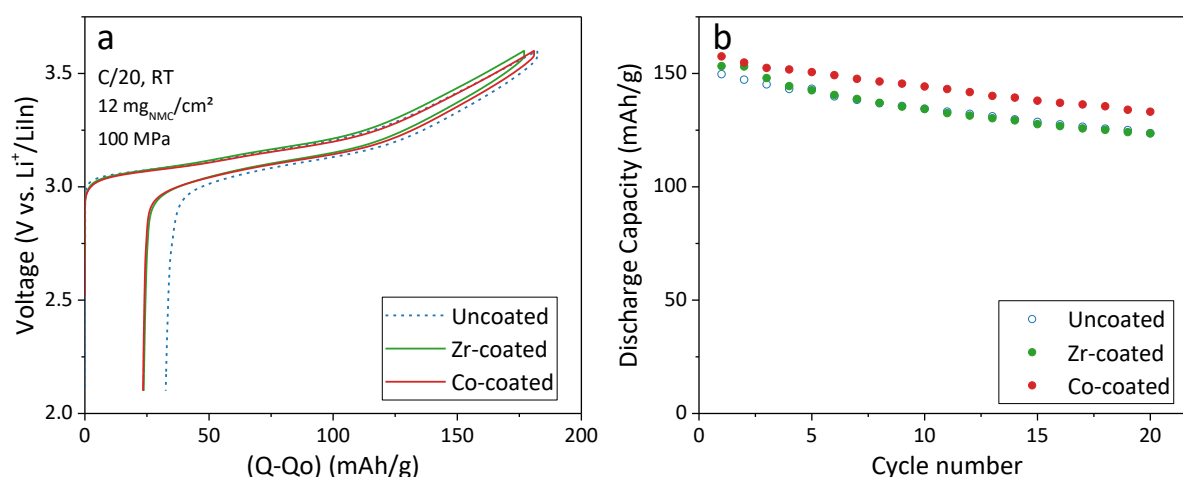 a
C/20, RT
12 mgNMC/cm²
100 MPa
3.5
3.0
2.5
2.0
0
50
100
150
200
Voltage (V vs. Li⁺/LiIn)
(Q-Qo) (mAh/g)
Uncoated
Zr-coated
Co-coated
b
150
100
50
0
0
5
10
15
20
Discharge Capacity (mAh/g)
Cycle number
Uncoated
Zr-coated
Co-coated